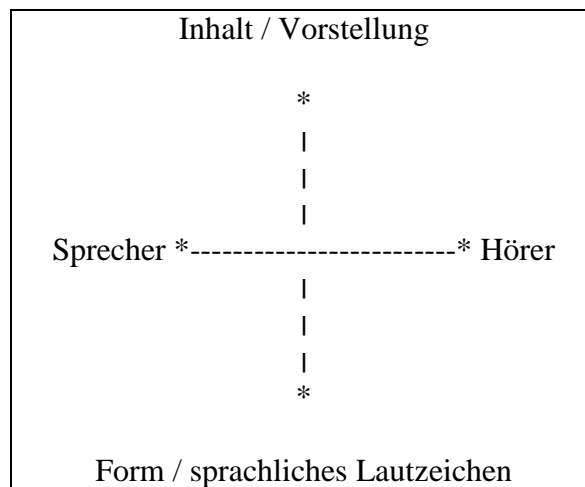 Inhalt / Vorstellung
*
|
|
|
Sprecher *-------------------------* Hörer
|
|
|
*
Form / sprachliches Lautzeichen